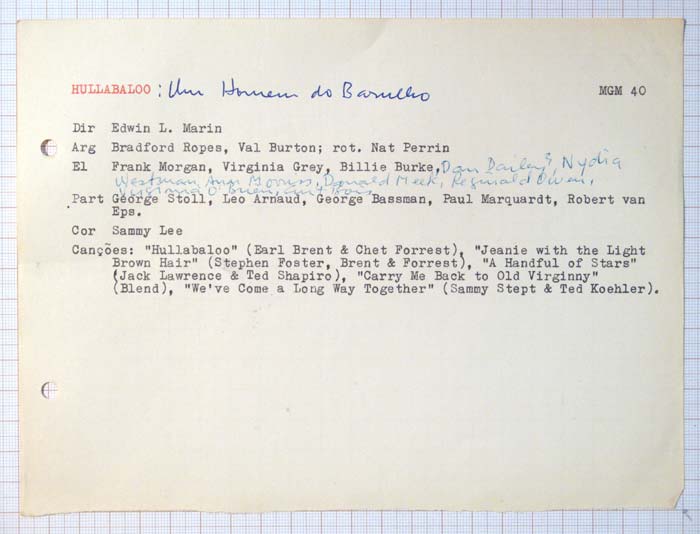 HULLABALOO : Um Homem do Barulho MGM 40
Dir Edwin L. Marin
Arg Bradford Ropes, Val Burton; rot. Nat Perrin
El Frank Morgan, Virginia Grey, Billie Burke, Dan Dailey, Nydia
Westman, Ann Morriss, Donald Meek, Reginald Owen,
Virginia O'Brien,
Part George Stoll, Leo Arnaud, George Bassman, Paul Marquardt, Robert van
Eps.
Cor Sammy Lee
Canções: "Hullabaloo" (Earl Brent & Chet Forrest), "Jeanie with the Light
Brown Hair" (Stephen Foster, Brent & Forrest), "A Handful of Stars"
(Jack Lawrence & Ted Shapiro), "Carry Me Back to Old Virginny"
(Blend), "We've Come a Long Way Together" (Sammy Stept & Ted Koehler).